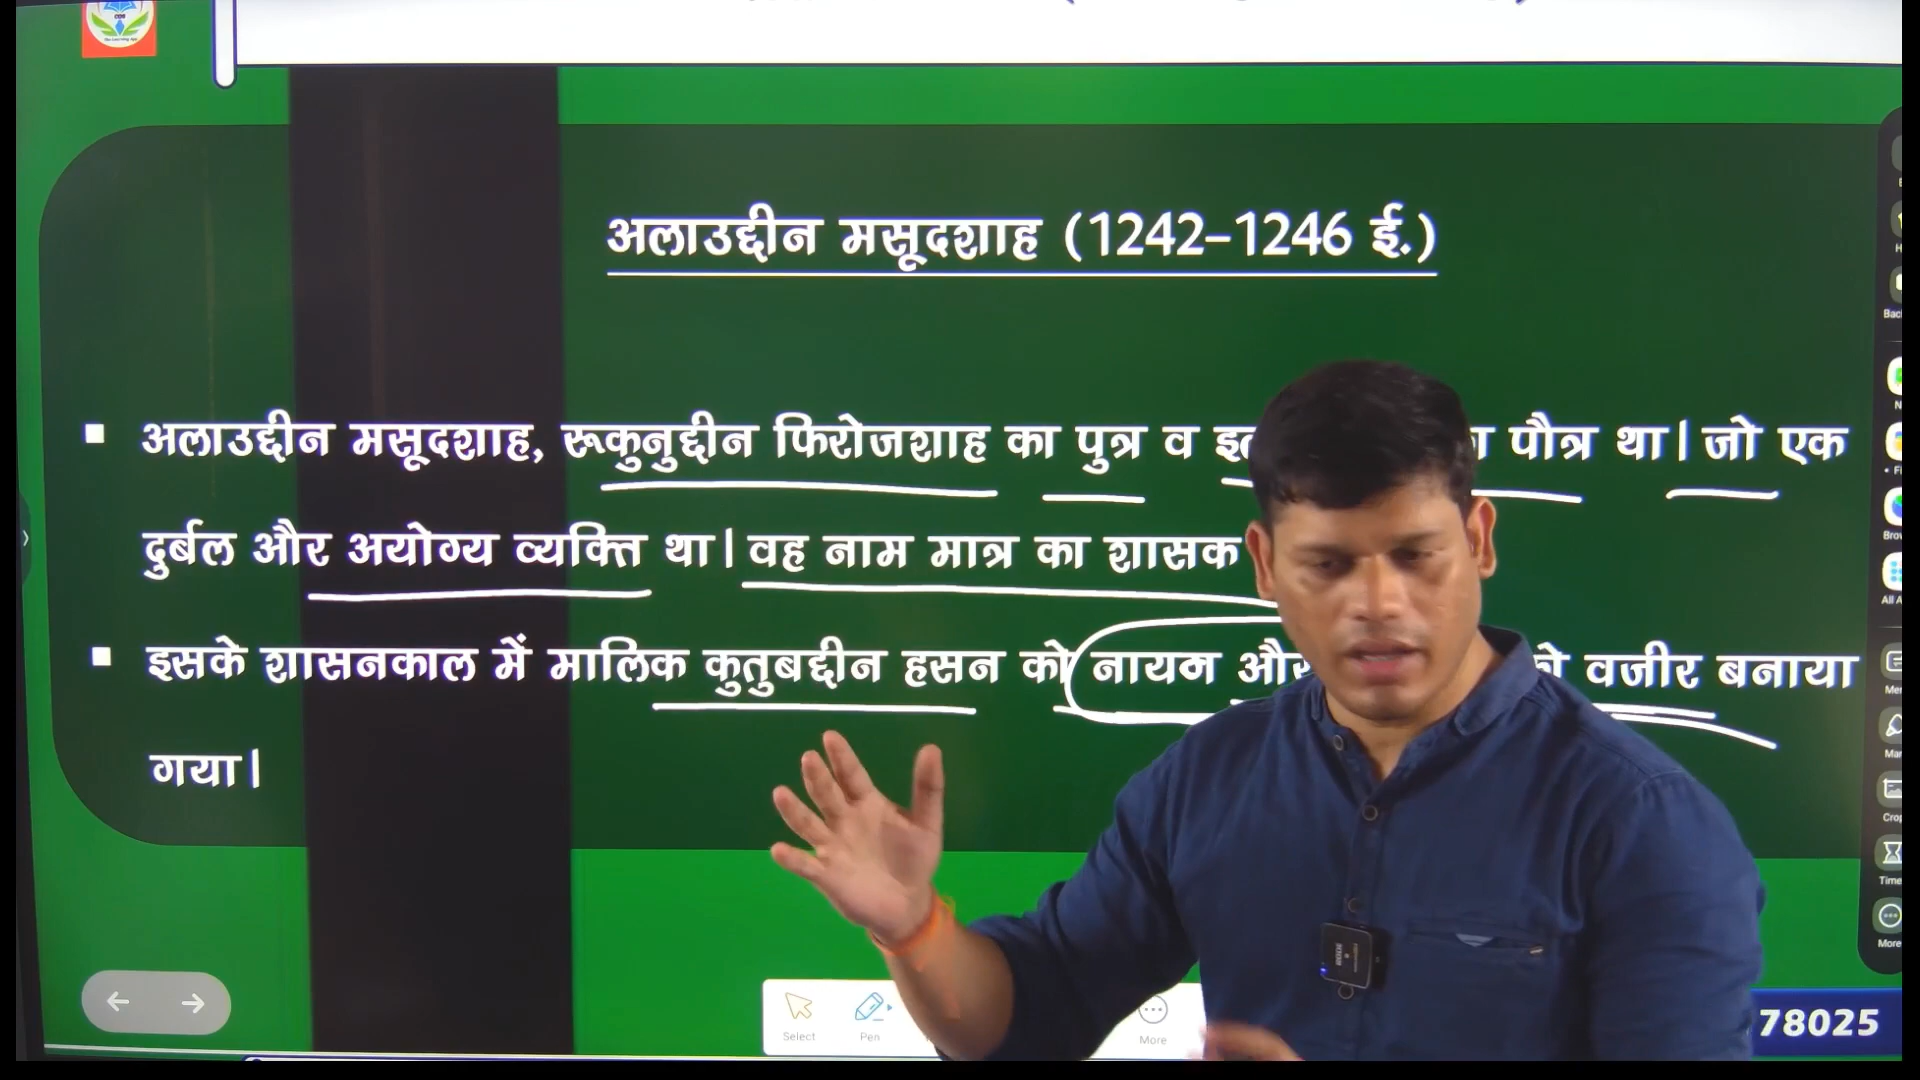 अलाउद्दीन मसूदशाह (1242-1246 ई.)
▪ अलाउद्दीन मसूदशाह, रूकुनुद्दीन फिरोजशाह का पुत्र व पौत्र था। जो एक
दुर्बल और अयोग्य व्यक्ति था। वह नाम मात्र का शासक
▪ इसके शासनकाल में मालिक कुतुबद्दीन हसन को नायब और वजीर बनाया
गया।
Select
Pen
More
More
78025